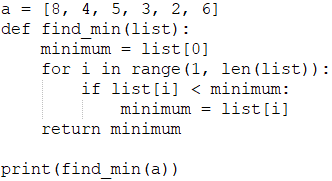 a = [8, 4, 5, 3, 2, 6]
def find_min(list):
    minimum = list[0]
    for i in range(1, len(list)):
        if list[i] < minimum:
            minimum = list[i]
    return minimum

print(find_min(a))